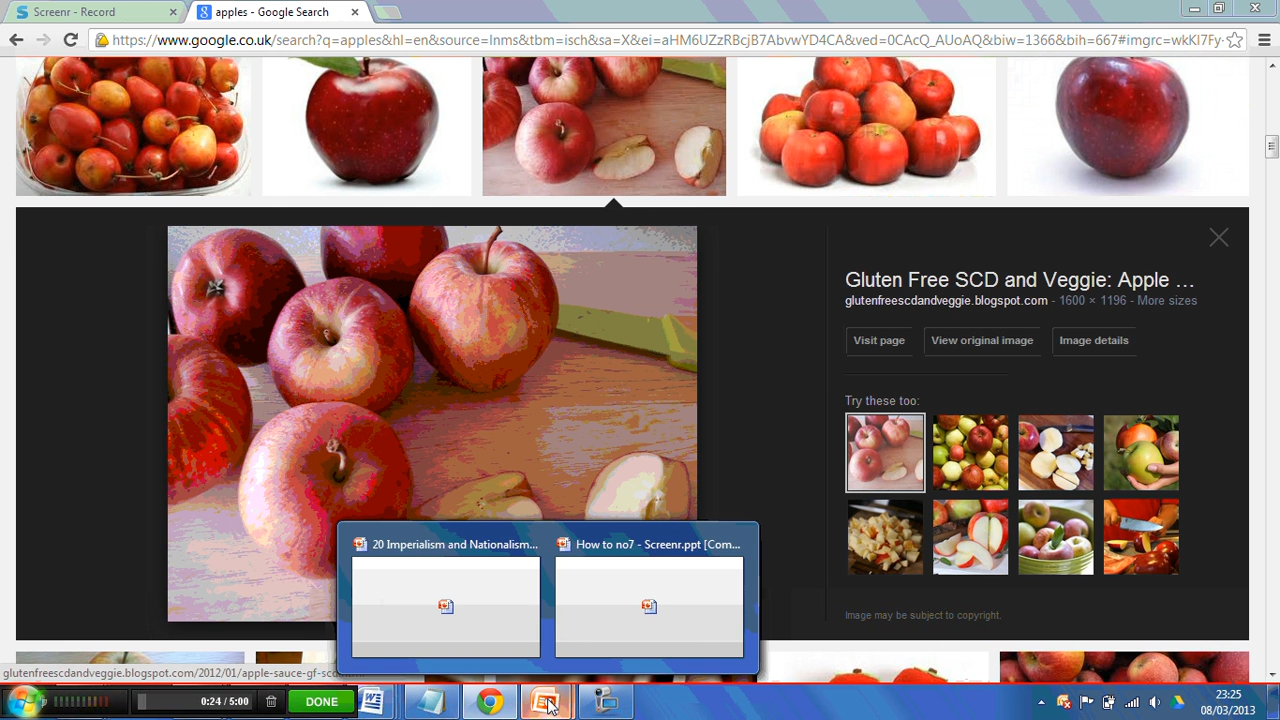 Screenr - Record
apples - Google Search
https://www.google.co.uk/search?q=apples&hl=en&source=lnms&tbm=isch&sa=X&ei=aHM6UZzRBcjB7AbvwYD4CA&ved=0CAcQ_AUoAQ&biw=1366&bih=667#imgrc=wkKl7Fy-
Gluten Free SCD and Veggie: Apple ...
glutenfreescdandveggie.blogspot.com - 1600 × 1196 - More sizes
Visit page
View original image
Image details
Try these too:
Image may be subject to copyright.
20 Imperialism and Nationalism...
How to no7 - Screenr.ppt [Com...
glutenfreescdandveggie.blogspot.com/2012/01/apple-sauce-gf-sc
0:24 / 5:00
DONE
23:25
08/03/2013